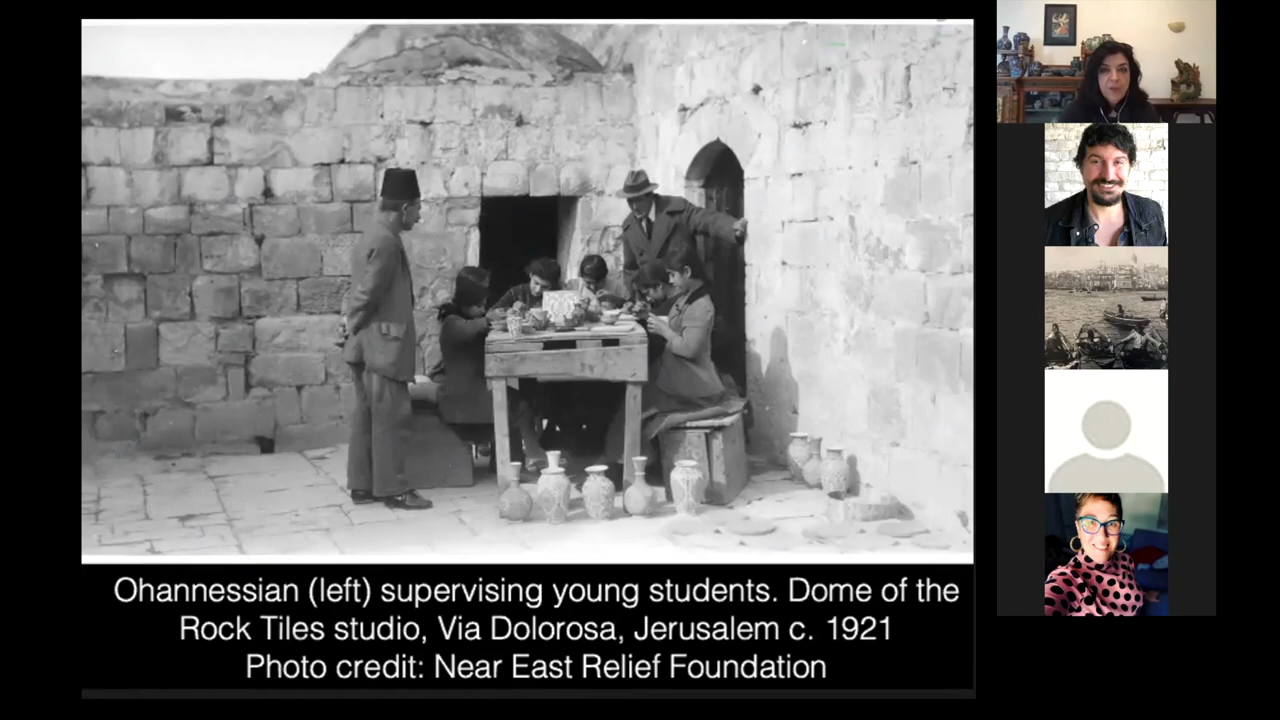 Ohannessian (left) supervising young students. Dome of the
Rock Tiles studio, Via Dolorosa, Jerusalem c. 1921
Photo credit: Near East Relief Foundation